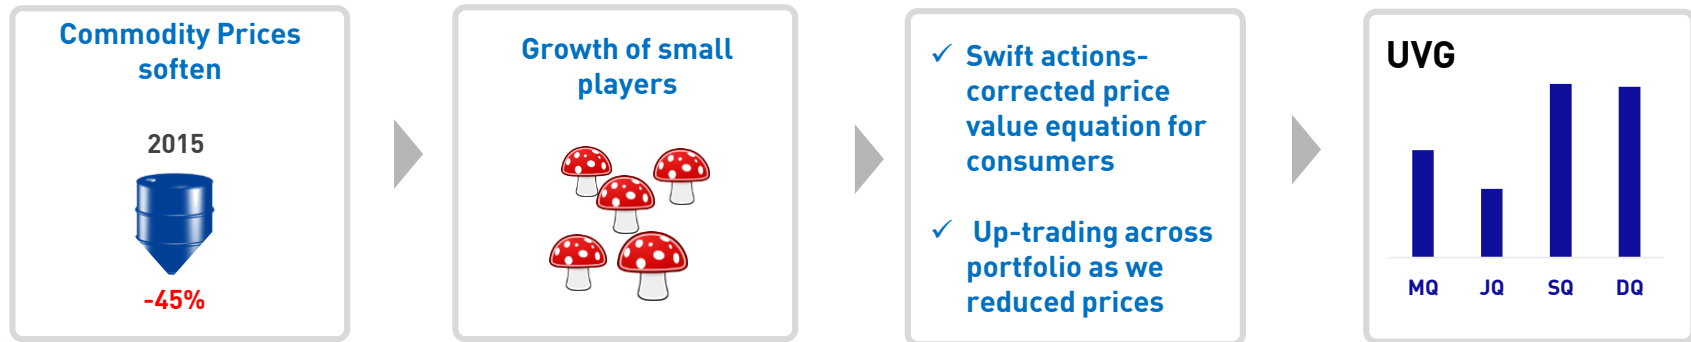 Commodity Prices
soften
2015
-45%
Growth of small
players
✓ Swift actions-
corrected price
value equation for
consumers
✓ Up-trading across
portfolio as we
reduced prices
UVG
MQ JQ SQ DQ